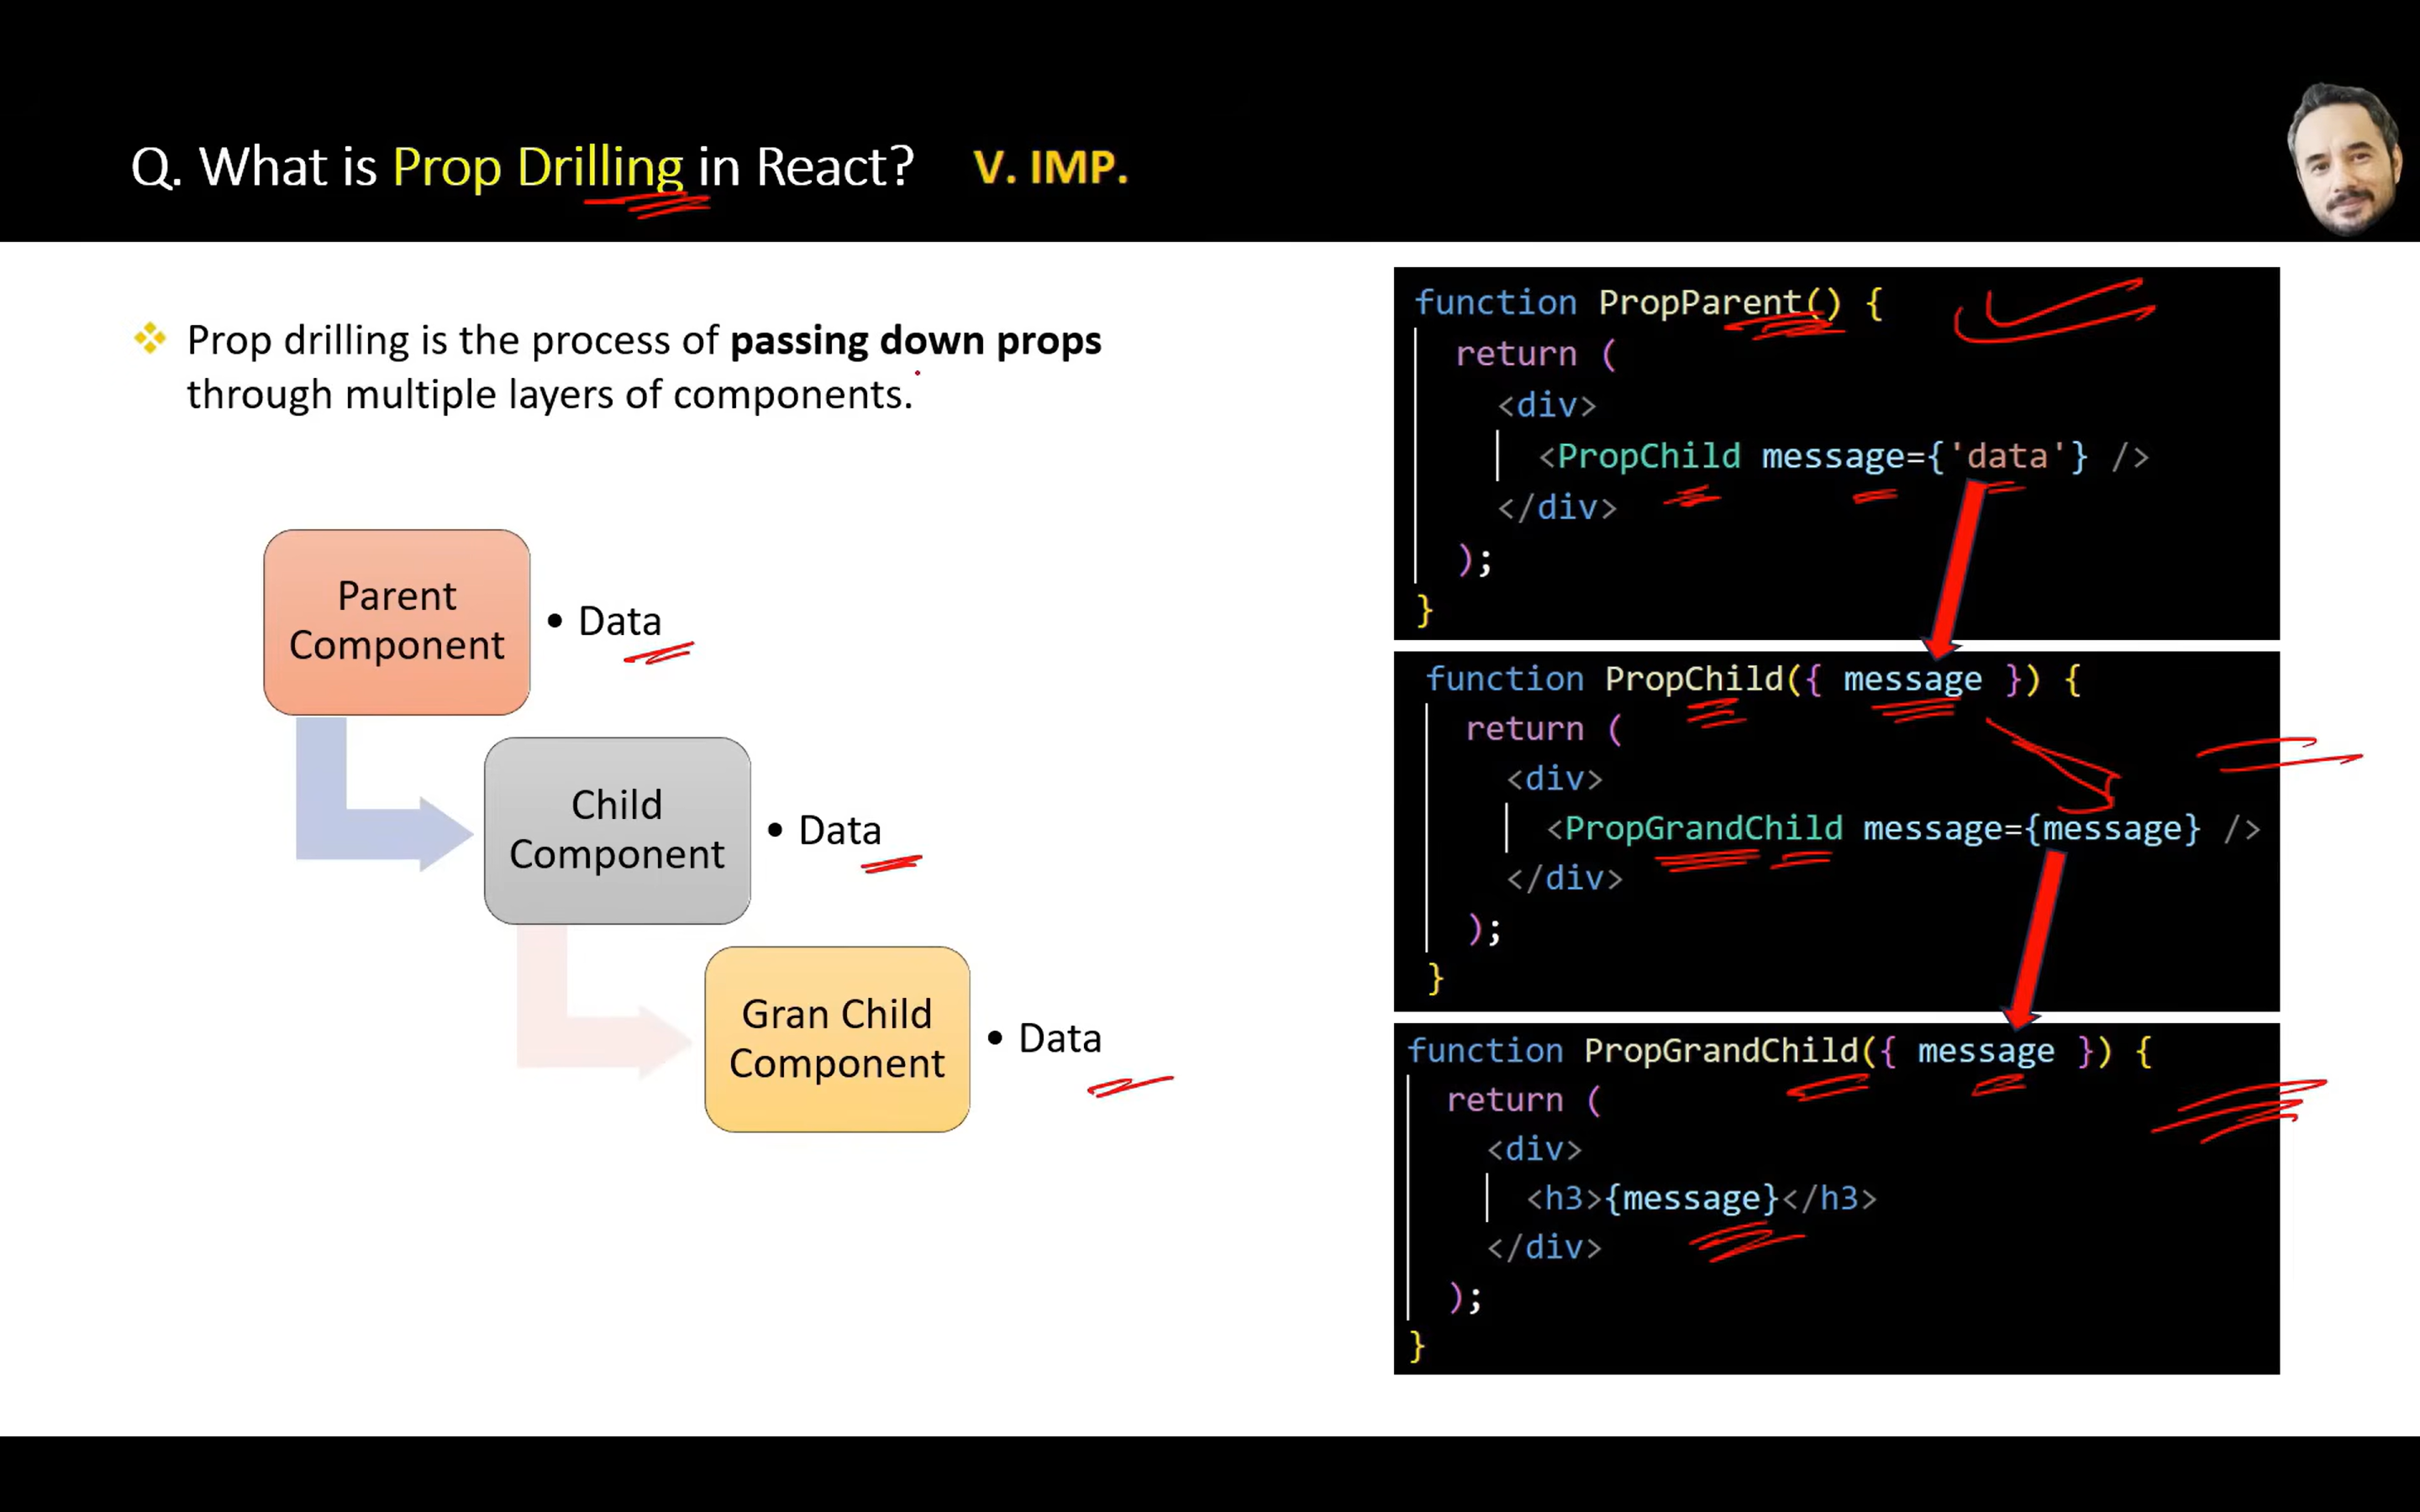 Q. What is Prop Drilling in React? V. IMP.
Prop drilling is the process of passing down props
through multiple layers of components.
Parent
Component
• Data
Child
Component
• Data
Gran Child
Component
• Data
function PropParent() {
return (
<div>
<PropChild message={'data'} />
</div>
);
}
function PropChild({ message }) {
return (
<div>
<PropGrandChild message={message} />
</div>
);
}
function PropGrandChild({ message }) {
return (
<div>
<h3>{message}</h3>
</div>
);
}